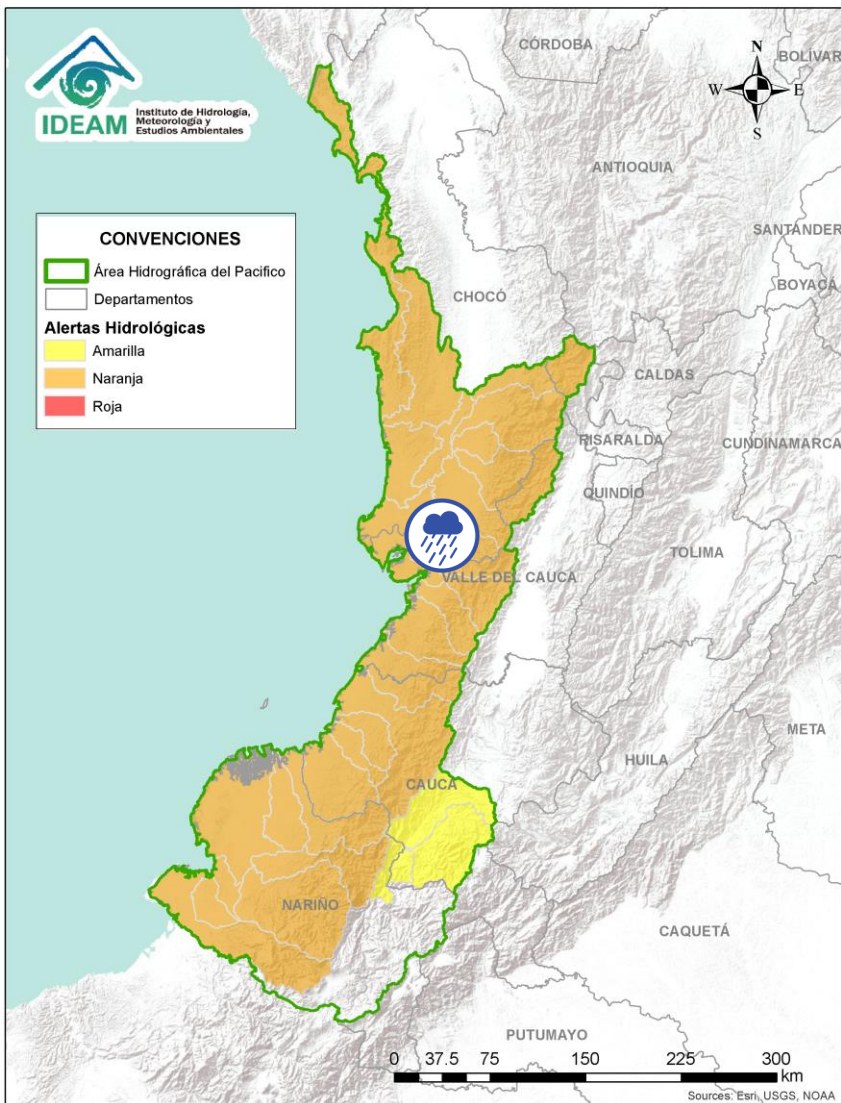 IDEAM
Instituto de Hidrología,
Meteorología y
Estudios Ambientales
CÓRDOBA
BOLÍVAR
N
W
E
S
ANTIOQUIA
SANTANDER
BOYACÁ
CONVENCIONES
Área Hidrográfica del Pacifico
Departamentos
Alertas Hidrológicas
Amarilla
Naranja
Roja
CHOCÓ
CALDAS
RISARALDA
CUNDINAMARCA
QUINDÍO
TOLIMA
VALLE DEL CAUCA
META
HUILA
CAUCA
NARIÑO
CAQUETÁ
PUTUMAYO
0 37.5 75 150 225 300
km
Sources: Esri, USGS, NOAA